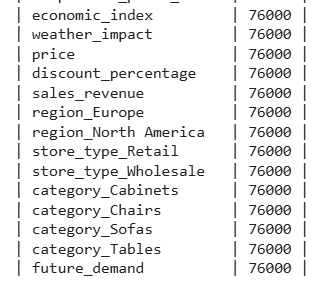 | economic_index | 76000 |
| weather_impact | 76000 |
| price | 76000 |
| discount_percentage | 76000 |
| sales_revenue | 76000 |
| region_Europe | 76000 |
| region_North America | 76000 |
| store_type_Retail | 76000 |
| store_type_Wholesale | 76000 |
| category_Cabinets | 76000 |
| category_Chairs | 76000 |
| category_Sofas | 76000 |
| category_Tables | 76000 |
| future_demand | 76000 |